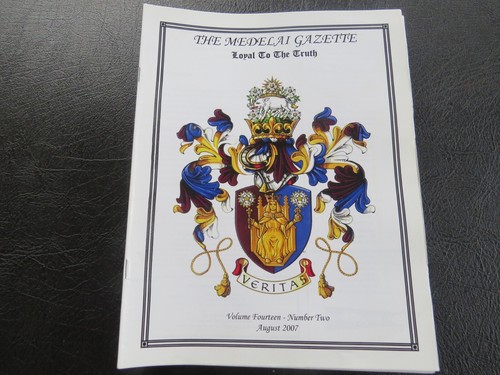 THE MEDELAI GAZETTE
Loyal To The Truth
VERITAS
Volume Fourteen - Number Two
August 2007